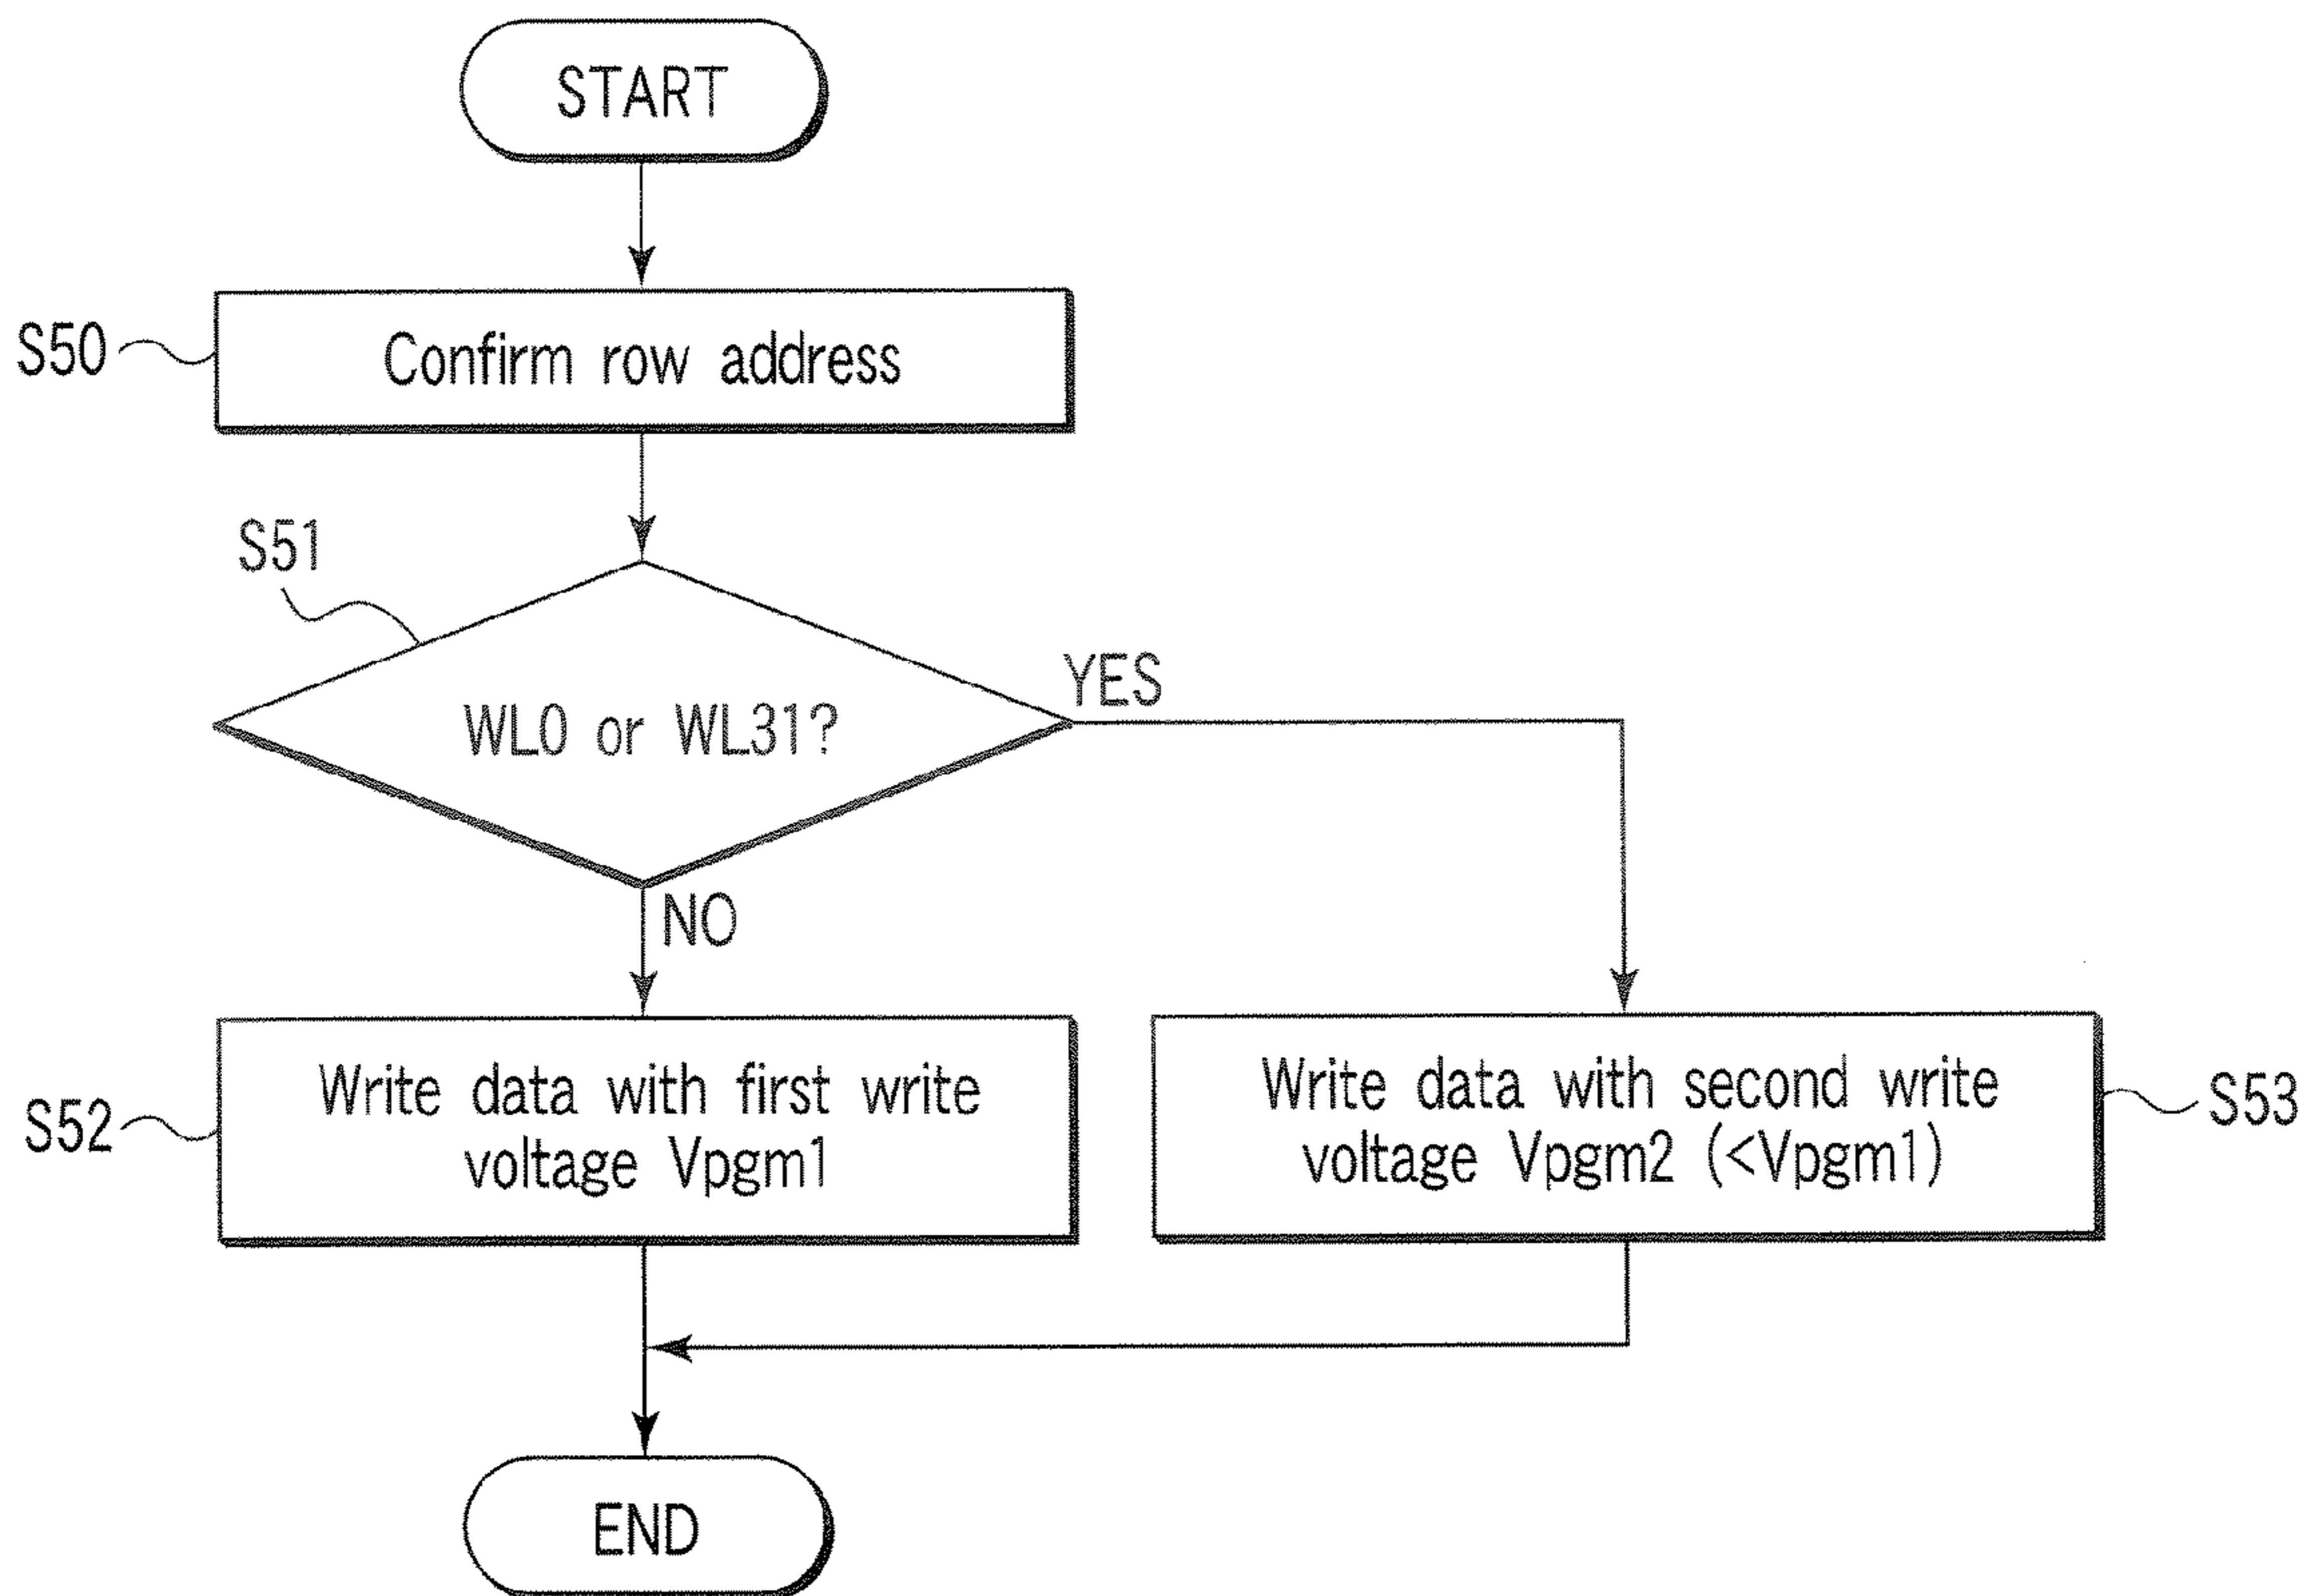 START
S50
Confirm row address
S51
WL0 or WL31?
YES
NO
S52
Write data with first write
voltage Vpgm1
Write data with second write
voltage Vpgm2 (<Vpgm1)
S53
END